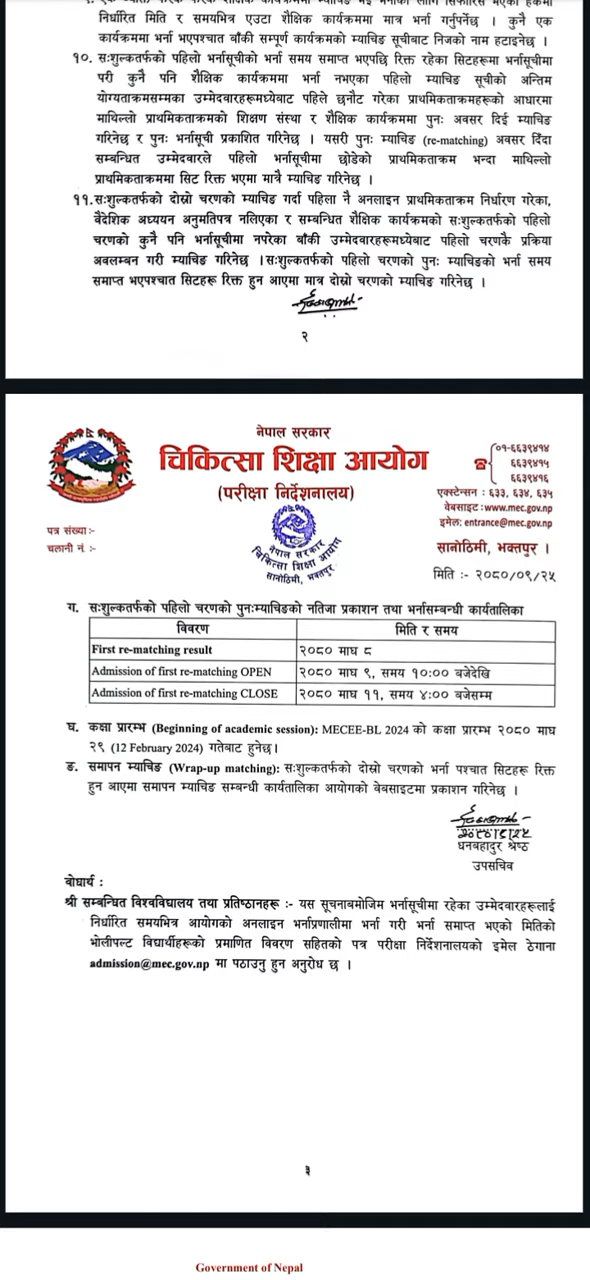 निर्धारित मिति र समयभित्र एउटा शैक्षिक कार्यक्रममा मात्र भर्ना गर्नुपर्नेछ । कुनै एक
कार्यक्रममा भर्ना भएपश्चात बाँकी सम्पूर्ण कार्यक्रमको म्याचिङ सूचीबाट निजको नाम हटाइनेछ ।
१०. सःशुल्कतर्फको पहिलो भर्नासूचीको भर्ना समय समाप्त भएपछि रिक्त रहेका सिटहरूमा भर्नासूचीमा
परी कुनै पनि शैक्षिक कार्यक्रममा भर्ना नभएका पहिलो म्याचिङ सूचीको अन्तिम
योग्यताक्रमसम्मका उम्मेदवारहरूमध्येबाट पहिले छनौट गरेका प्राथमिकताक्रमहरूको आधारमा
माथिल्लो प्राथमिकताक्रमको शिक्षण संस्था र शैक्षिक कार्यक्रममा पुनः अवसर दिई म्याचिङ
गरिनेछ र पुनः भर्नासूची प्रकाशित गरिनेछ । यसरी पुनः म्याचिङ (re-matching) अवसर दिंदा
सम्बन्धित उम्मेदवारले पहिलो भर्नासूचीमा छोडेको प्राथमिकताक्रम भन्दा माथिल्लो
प्राथमिकताक्रममा सिट रिक्त भएमा मात्रै म्याचिङ गरिनेछ ।
११. सःशुल्कतर्फको दोस्रो चरणको म्याचिङ गर्दा पहिला नै अनलाइन प्राथमिकताक्रम निर्धारण गरेका,
बैदेशिक अध्ययन अनुमतिपत्र नलिएका र सम्बन्धित शैक्षिक कार्यक्रमको सःशुल्कतर्फको पहिलो
चरणको कुनै पनि भर्नासूचीमा नपरेका बाँकी उम्मेदवारहरूमध्येबाट पहिलो चरणकै प्रक्रिया
अवलम्बन गरी म्याचिङ गरिनेछ ।सःशुल्कतर्फको पहिलो चरणको पुनः म्याचिङको भर्ना समय
समाप्त भएपश्चात सिटहरू रिक्त हुन आएमा मात्र दोस्रो चरणको म्याचिङ गरिनेछ ।
२
नेपाल सरकार
चिकित्सा शिक्षा आयोग
(परीक्षा निर्देशनालय)
०१-६६३९४१४
६६३९४१५
६६३९४१६
एक्स्टेन्सन : ६३३, ६३४, ६३५
वेबसाइट :www.mec.gov.np
इमेल: entrance@mec.gov.np
पत्र संख्या :-
चलानी नं :-
नेपाल सरकार
चिकित्सा शिक्षा आयोग
सानोठिमी, भक्तपुर
सानोठिमी, भक्तपुर ।
मिति :- २०८०/०९/२५
ग. सःशुल्कतर्फको पहिलो चरणको पुनःम्याचिङको नतिजा प्रकाशन तथा भर्नासम्बन्धी कार्यतालिका
विवरण मिति र समय
First re-matching result २०८० माघ ८
Admission of first re-matching OPEN २०८० माघ ९, समय १०:०० बजेदेखि
Admission of first re-matching CLOSE २०८० माघ ११, समय ४:०० बजेसम्म
घ. कक्षा प्रारम्भ (Beginning of academic session): MECEE-BL 2024 को कक्षा प्रारम्भ २०८० माघ
२९ (12 February 2024) गतेबाट हुनेछ।
ङ. समापन म्याचिङ (Wrap-up matching): सःशुल्कतर्फको दोस्रो चरणको भर्ना पश्चात सिटहरू रिक्त
हुन आएमा समापन म्याचिङ सम्बन्धी कार्यतालिका आयोगको वेबसाइटमा प्रकाशन गरिनेछ ।
२०८०।९।२५
धनबहादुर श्रेष्ठ
उपसचिव
बोधार्थ :
श्री सम्बन्धित विश्वविद्यालय तथा प्रतिष्ठानहरू :- यस सूचनाबमोजिम भर्नासूचीमा रहेका उम्मेदवारहरूलाई
निर्धारित समयभित्र आयोगको अनलाइन भर्नाप्रणालीमा भर्ना गरी भर्ना समाप्त भएको मितिको
भोलीपल्ट विद्यार्थीहरूको प्रमाणित विवरण सहितको पत्र परीक्षा निर्देशनालयको इमेल ठेगाना
admission@mec.gov.np मा पठाउनु हुन अनुरोध छ ।
३
Government of Nepal